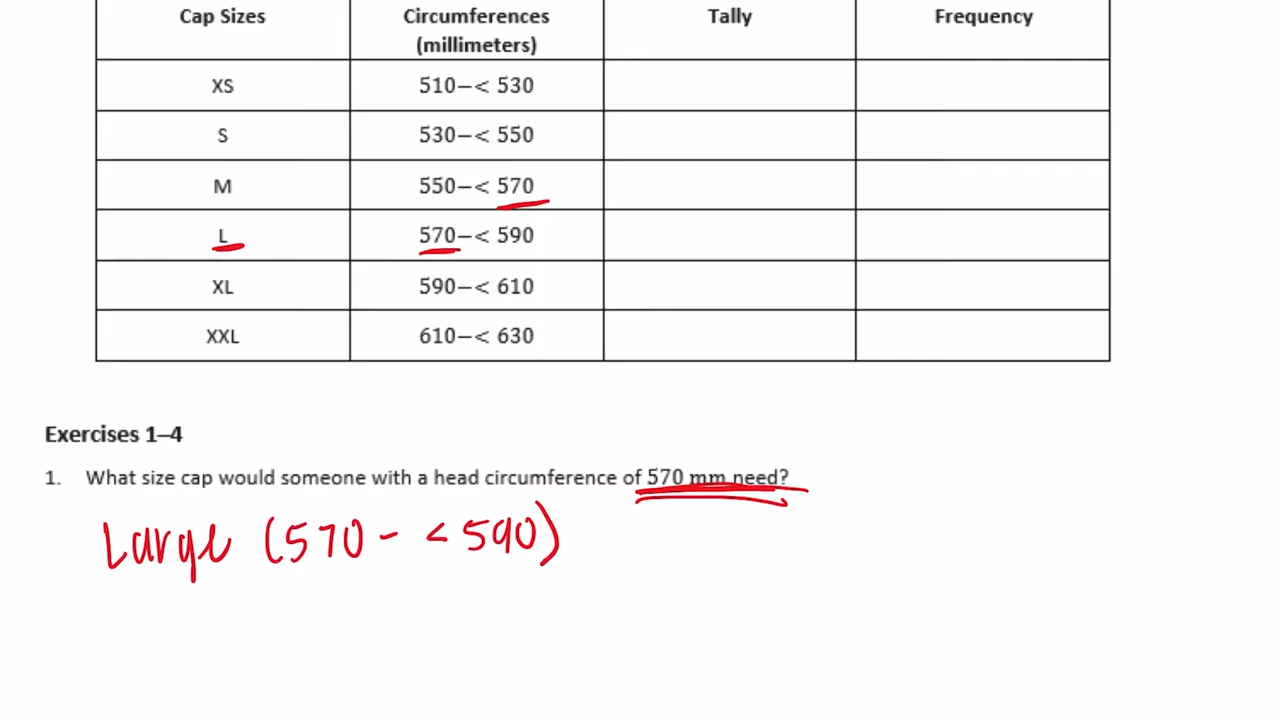 Cap Sizes Circumferences (millimeters) Tally Frequency
XS 510−< 530
S 530−< 550
M 550−< 570
L 570−< 590
XL 590−< 610
XXL 610−< 630
Exercises 1–4
1. What size cap would someone with a head circumference of 570 mm need?
Large (570 - < 590)